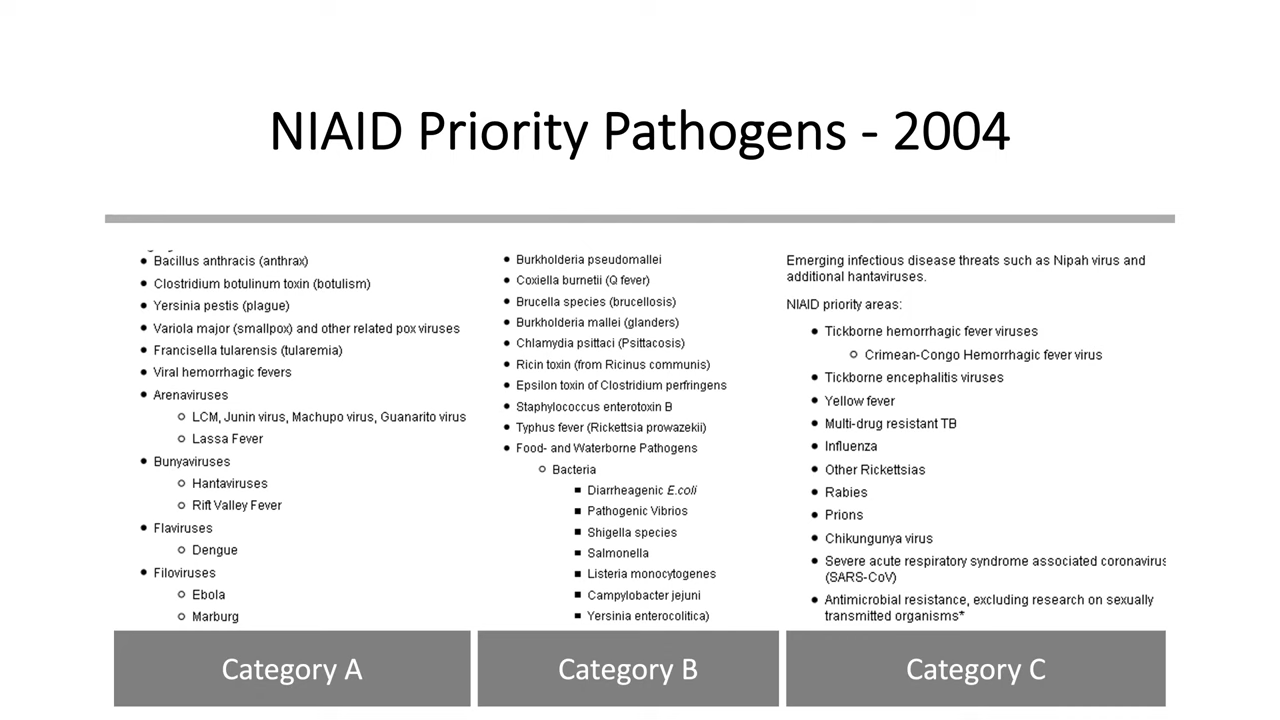 NIAID Priority Pathogens - 2004
Bacillus anthracis (anthrax)
Clostridium botulinum toxin (botulism)
Yersinia pestis (plague)
Variola major (smallpox) and other related pox viruses
Francisella tularensis (tularemia)
Viral hemorrhagic fevers
Arenaviruses
LCM, Junin virus, Machupo virus, Guanarito virus
Lassa Fever
Bunyaviruses
Hantaviruses
Rift Valley Fever
Flaviruses
Dengue
Filoviruses
Ebola
Marburg
Category A
Burkholderia pseudomallei
Coxiella burnetii (Q fever)
Brucella species (brucellosis)
Burkholderia mallei (glanders)
Chlamydia psittaci (Psittacosis)
Ricin toxin (from Ricinus communis)
Epsilon toxin of Clostridium perfringens
Staphylococcus enterotoxin B
Typhus fever (Rickettsia prowazekii)
Food- and Waterborne Pathogens
Bacteria
Diarrheagenic E.coli
Pathogenic Vibrios
Shigella species
Salmonella
Listeria monocytogenes
Campylobacter jejuni
Yersinia enterocolitica)
Category B
Emerging infectious disease threats such as Nipah virus and
additional hantaviruses.
NIAID priority areas:
Tickborne hemorrhagic fever viruses
Crimean-Congo Hemorrhagic fever virus
Tickborne encephalitis viruses
Yellow fever
Multi-drug resistant TB
Influenza
Other Rickettsias
Rabies
Prions
Chikungunya virus
Severe acute respiratory syndrome associated coronavirus
(SARS-CoV)
Antimicrobial resistance, excluding research on sexually
transmitted organisms*
Category C